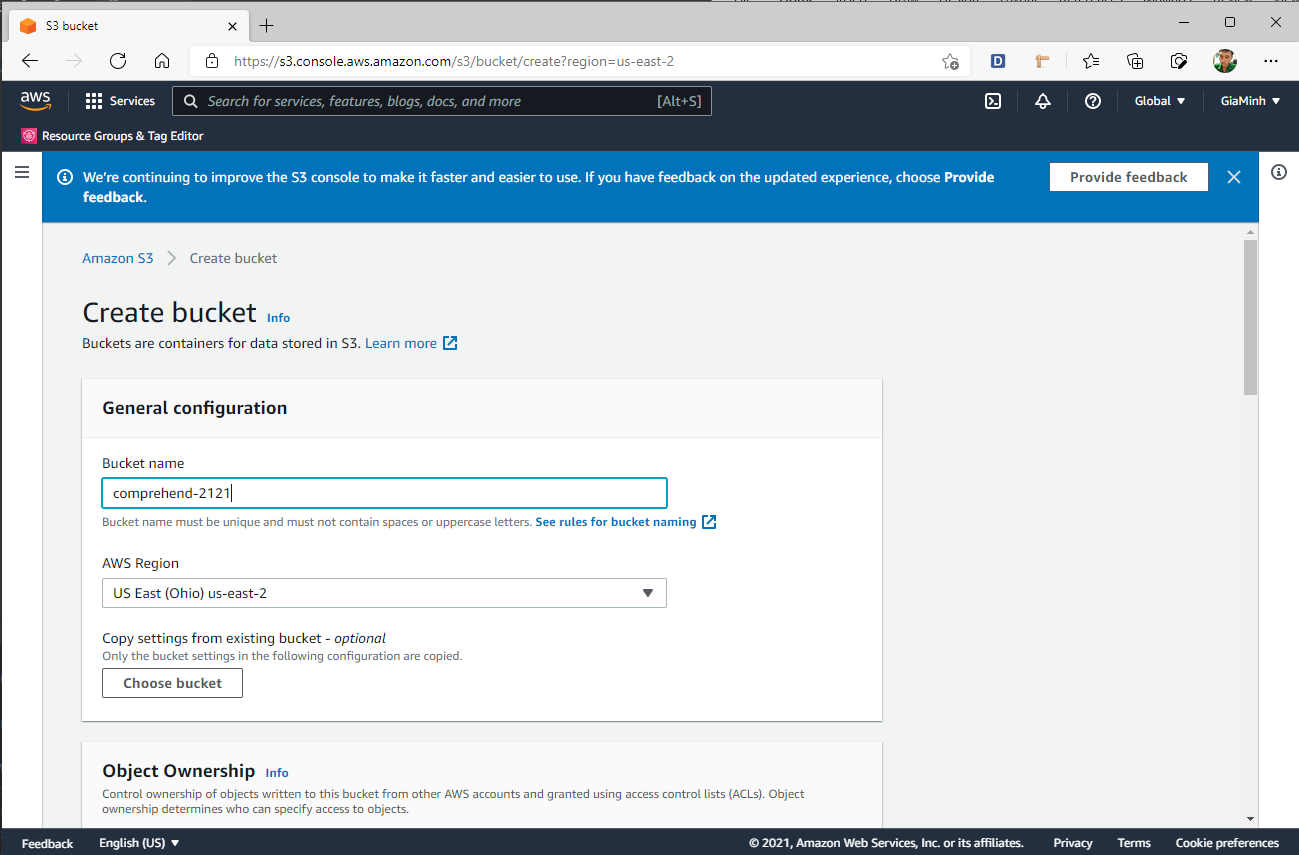 S3 bucket
https://s3.console.aws.amazon.com/s3/bucket/create?region=us-east-2
D
aws
Services
Search for services, features, blogs, docs, and more
[Alt+S]
Global
GiaMinh
Resource Groups & Tag Editor
We're continuing to improve the S3 console to make it faster and easier to use. If you have feedback on the updated experience, choose Provide
feedback.
Provide feedback
Amazon S3
Create bucket
Create bucket Info
Buckets are containers for data stored in S3. Learn more
General configuration
Bucket name
comprehend-2121
Bucket name must be unique and must not contain spaces or uppercase letters. See rules for bucket naming
AWS Region
US East (Ohio) us-east-2
Copy settings from existing bucket - optional
Only the bucket settings in the following configuration are copied.
Choose bucket
Object Ownership Info
Control ownership of objects written to this bucket from other AWS accounts and granted using access control lists (ACLs). Object
ownership determines who can specify access to objects.
Feedback
English (US)
© 2021, Amazon Web Services, Inc. or its affiliates.
Privacy
Terms
Cookie preferences